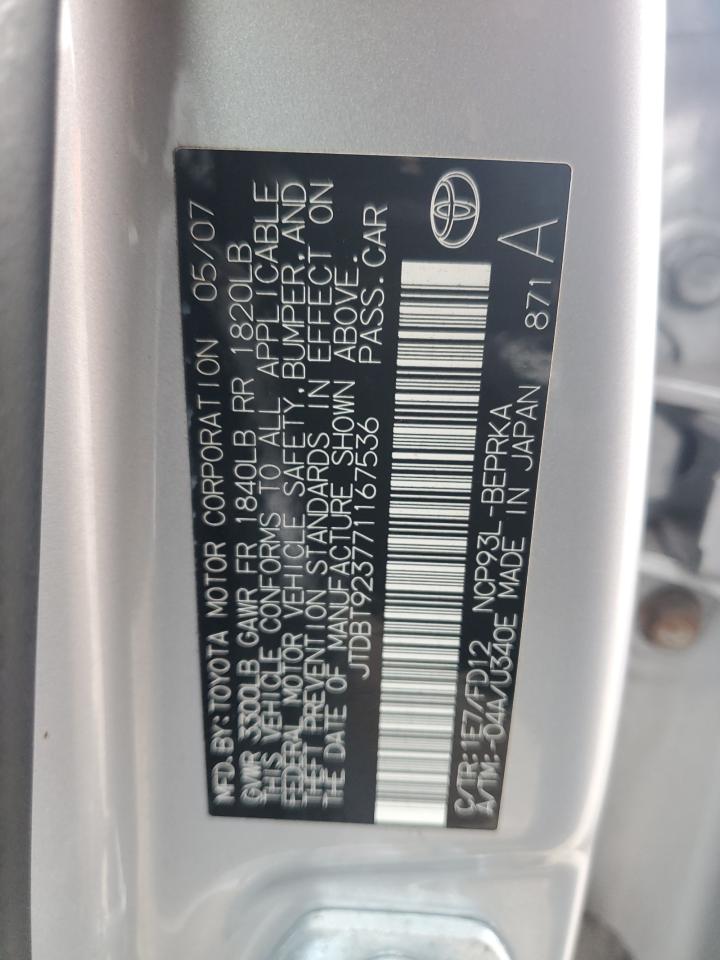 MFD.BY:TOYOTA MOTOR CORPORATION 05/07
GVWR 3300LB GAWR FR 1840LB RR 1820LB
THIS VEHICLE CONFORMS TO ALL APPLICABLE
FEDERAL MOTOR VEHICLE SAFETY,BUMPER,AND
THEFT PREVENTION STANDARDS IN EFFECT ON
THE DATE OF MANUFACTURE SHOWN ABOVE.
JTDBT923771167536 PASS.CAR
C/TR:1E7/FD12 NCP93L-BEPRKA
A/TM:-04A/U340E MADE IN JAPAN 871 A